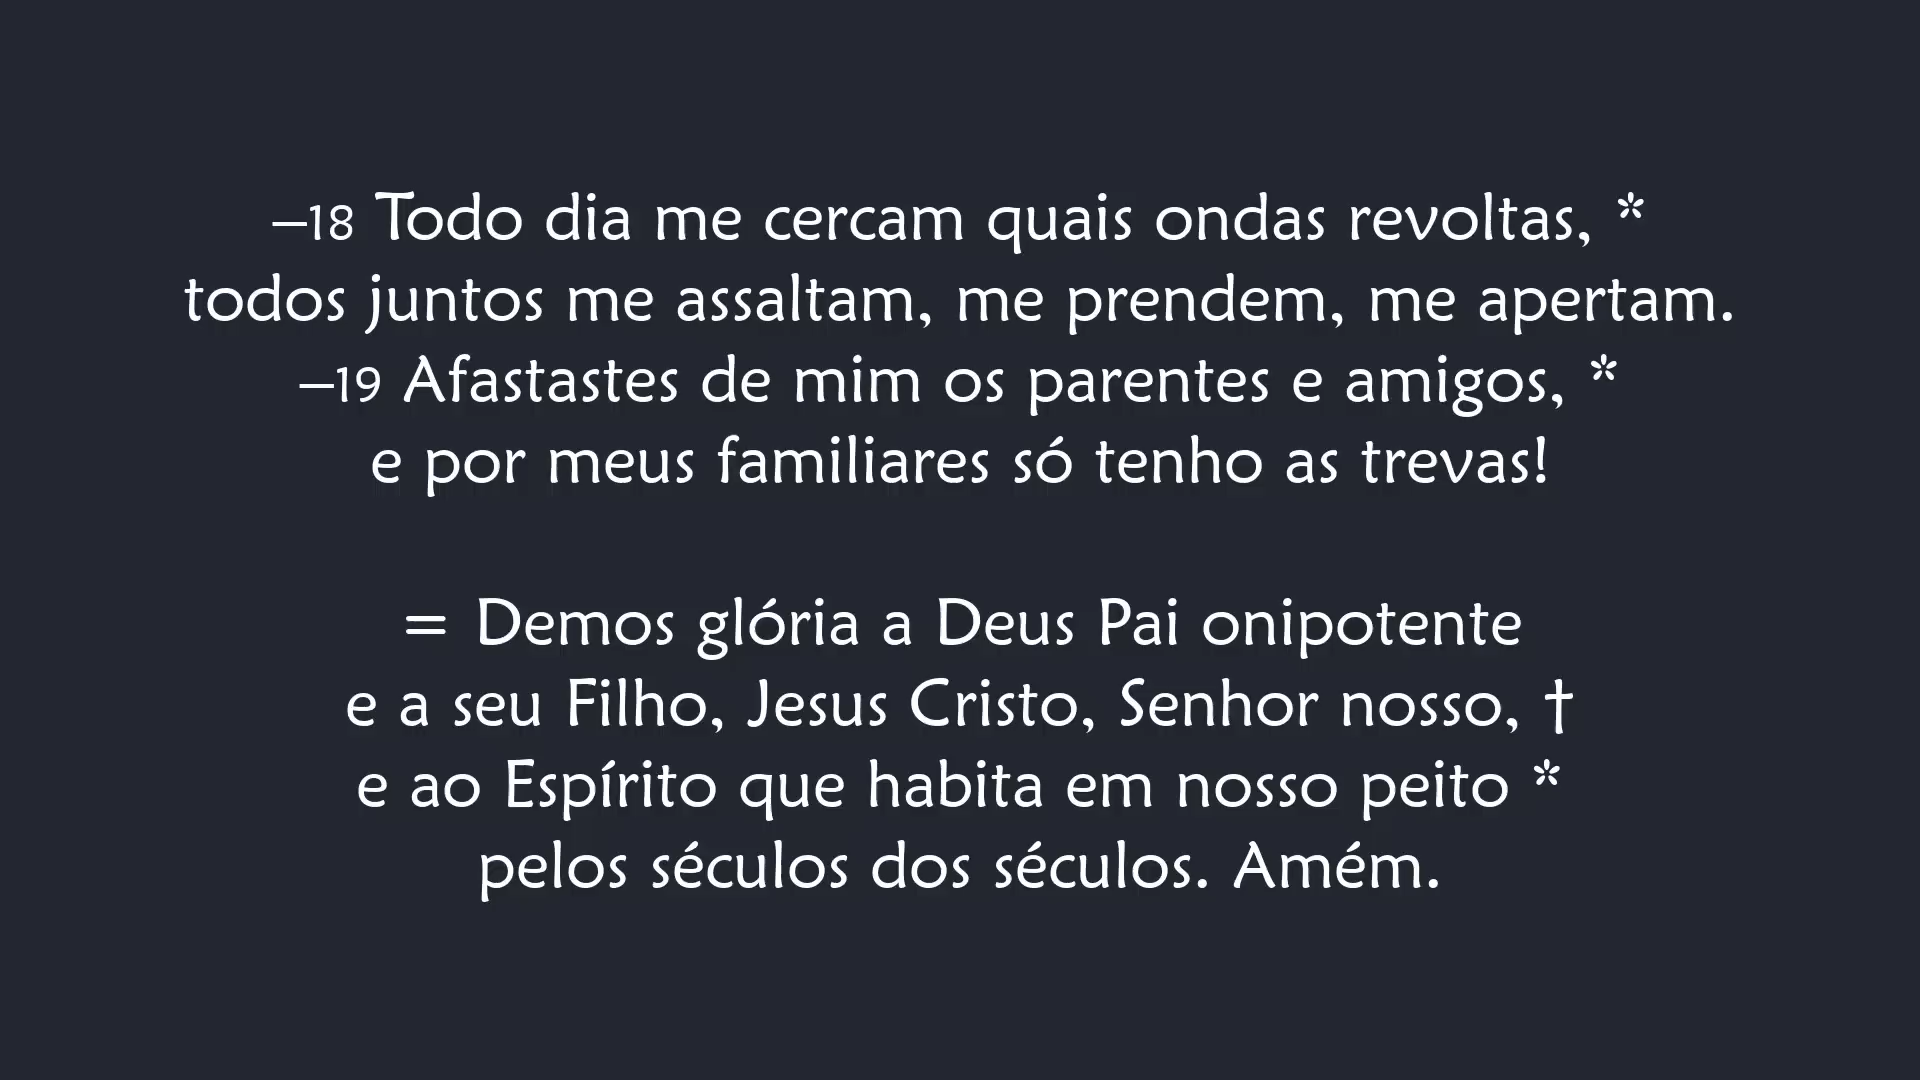 –18 Todo dia me cercam quais ondas revoltas, *
todos juntos me assaltam, me prendem, me apertam.
–19 Afastastes de mim os parentes e amigos, *
e por meus familiares só tenho as trevas!
= Demos glória a Deus Pai onipotente
e a seu Filho, Jesus Cristo, Senhor nosso, †
e ao Espírito que habita em nosso peito *
pelos séculos dos séculos. Amém.